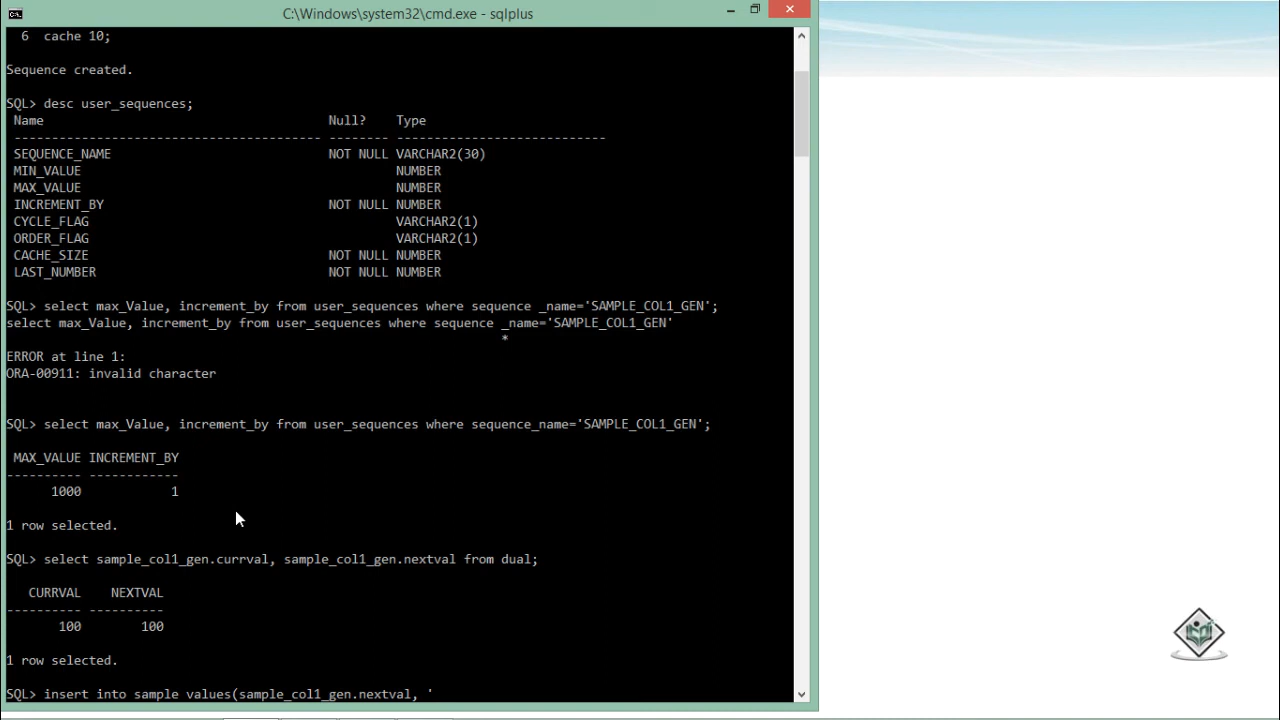 C:\Windows\system32\cmd.exe - sqlplus
6 cache 10;
Sequence created.
SQL> desc user_sequences;
Name Null? Type
----------------------------------------- -------- ----------------------------
SEQUENCE_NAME NOT NULL VARCHAR2(30)
MIN_VALUE NUMBER
MAX_VALUE NUMBER
INCREMENT_BY NOT NULL NUMBER
CYCLE_FLAG VARCHAR2(1)
ORDER_FLAG VARCHAR2(1)
CACHE_SIZE NOT NULL NUMBER
LAST_NUMBER NOT NULL NUMBER
SQL> select max_Value, increment_by from user_sequences where sequence _name='SAMPLE_COL1_GEN';
select max_Value, increment_by from user_sequences where sequence _name='SAMPLE_COL1_GEN'
*
ERROR at line 1:
ORA-00911: invalid character
SQL> select max_Value, increment_by from user_sequences where sequence_name='SAMPLE_COL1_GEN';
MAX_VALUE INCREMENT_BY
---------- ------------
1000 1
1 row selected.
SQL> select sample_col1_gen.currval, sample_col1_gen.nextval from dual;
CURRVAL NEXTVAL
---------- ----------
100 100
1 row selected.
SQL> insert into sample values(sample_col1_gen.nextval, '